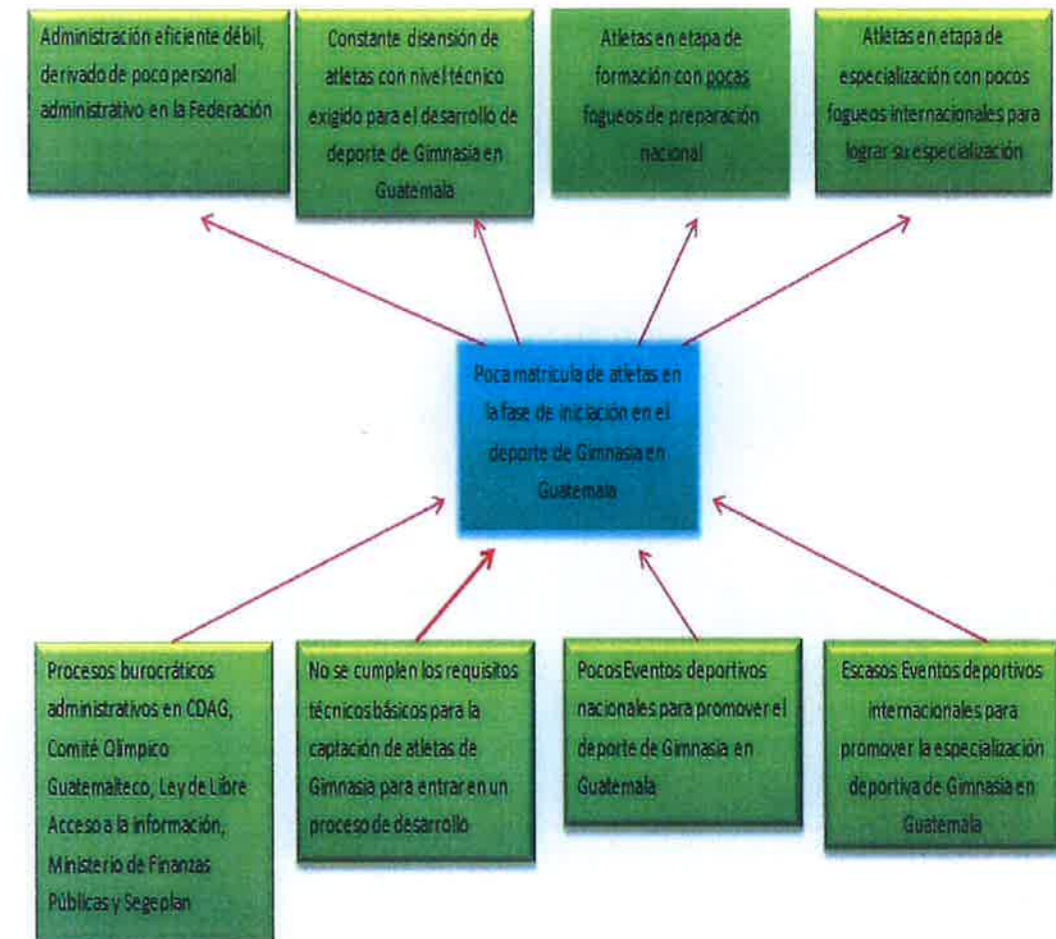 Administración eficiente débil,
derivado de poco personal
administrativo en la Federación
Constante disensión de
atletas con nivel técnico
exigido para el desarrollo de
deporte de Gimnasia en
Guatemala
Atletas en etapa de
formación con pocas
fogueos de preparación
nacional
Atletas en etapa de
especialización con pocos
fogueos internacionales para
lograr su especialización
Poca matrícula de atletas en
la fase de iniciación en el
deporte de Gimnasia en
Guatemala
Procesos burocráticos
administrativos en CDAG,
Comité Olímpico
Guatemalteco, Ley de Libre
Acceso a la información,
Ministerio de Finanzas
Públicas y Segeplan
No se cumplen los requisitos
técnicos básicos para la
captación de atletas de
Gimnasia para entrar en un
proceso de desarrollo
Pocos Eventos deportivos
nacionales para promover el
deporte de Gimnasia en
Guatemala
Escasos Eventos deportivos
internacionales para
promover la especialización
deportiva de Gimnasia en
Guatemala